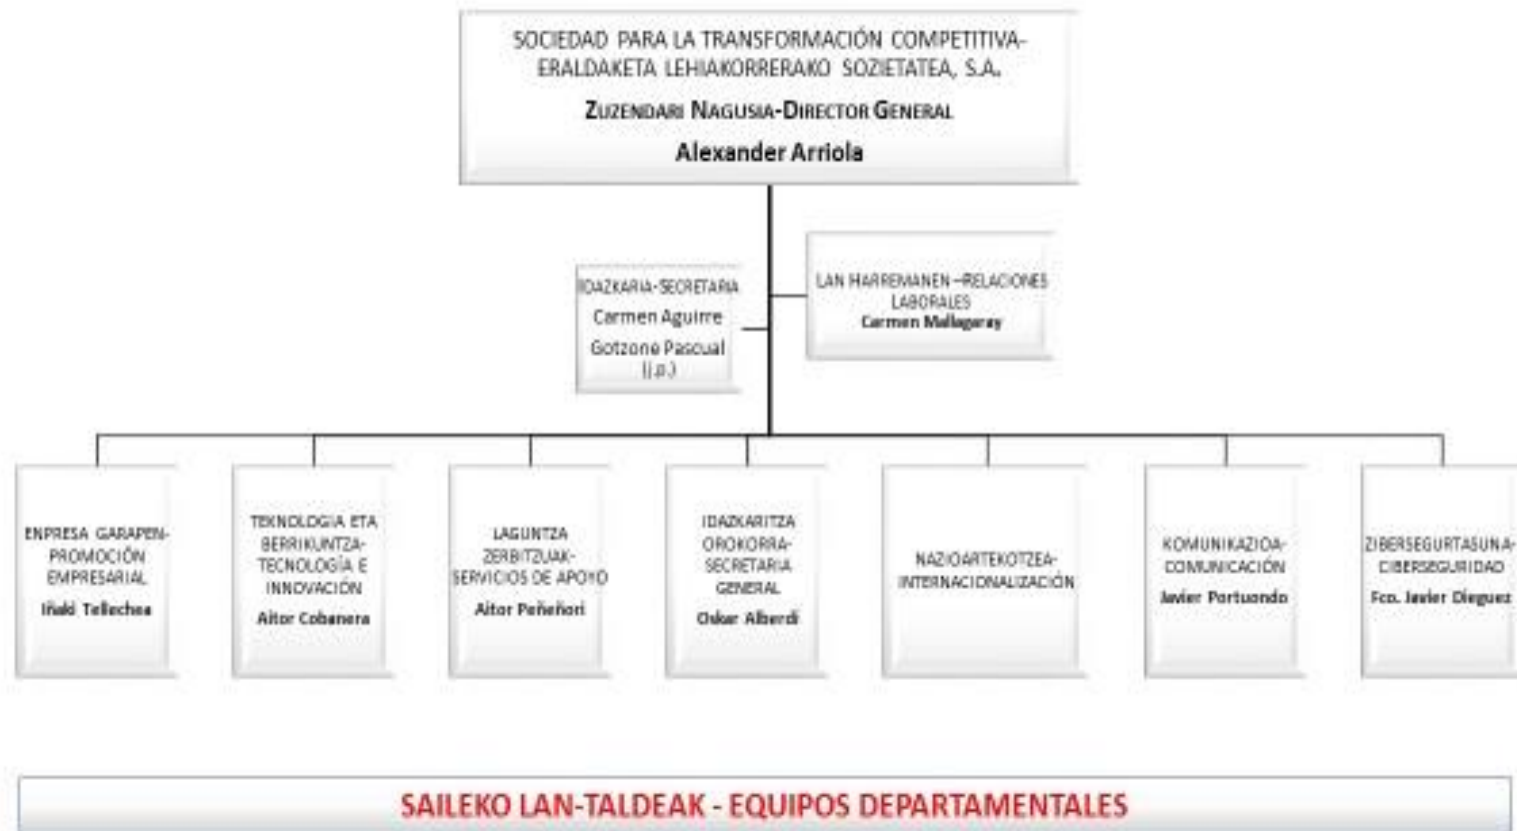 SOCIEDAD PARA LA TRANSFORMACIÓN COMPETITIVA-
ERALDAKETA LEHIAKORRERAKO SOZIETATEA, S.A.
ZUZENDARI NAGUSIA-DIRECTOR GENERAL
Alexander Arriola
IDAZKARIA-SECRETARIA
Carmen Aguirre
Gotzone Pascual
(j.p.)
LAN HARREMANEN –RELACIONES
LABORALES
Carmen Mallagaray
ENPRESA GARAPEN-
PROMOCIÓN
EMPRESARIAL
Iñaki Tellechea
TEKNOLOGIA ETA
BERRIKUNTZA-
TECNOLOGÍA E
INNOVACIÓN
Aitor Cobanera
LAGUNTZA
ZERBITZUAK-
SERVICIOS DE APOYO
Aitor Peñeñori
IDAZKARITZA
OROKORRA-
SECRETARIA
GENERAL
Oskar Alberdi
NAZIOARTEKOTZEA-
INTERNACIONALIZACIÓN
KOMUNIKAZIOA-
COMUNICACIÓN
Javier Portuondo
ZIBERSEGURTASUNA-
CIBERSEGURIDAD
Fco. Javier Dieguez
SAILEKO LAN-TALDEAK - EQUIPOS DEPARTAMENTALES